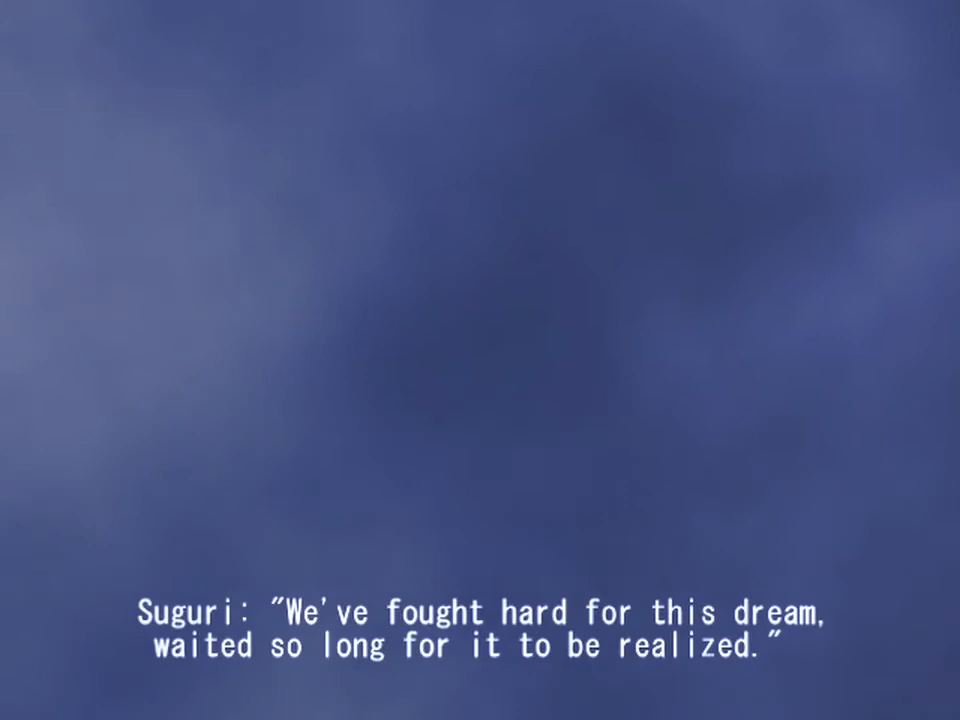 Suguri: "We've fought hard for this dream,
waited so long for it to be realized."